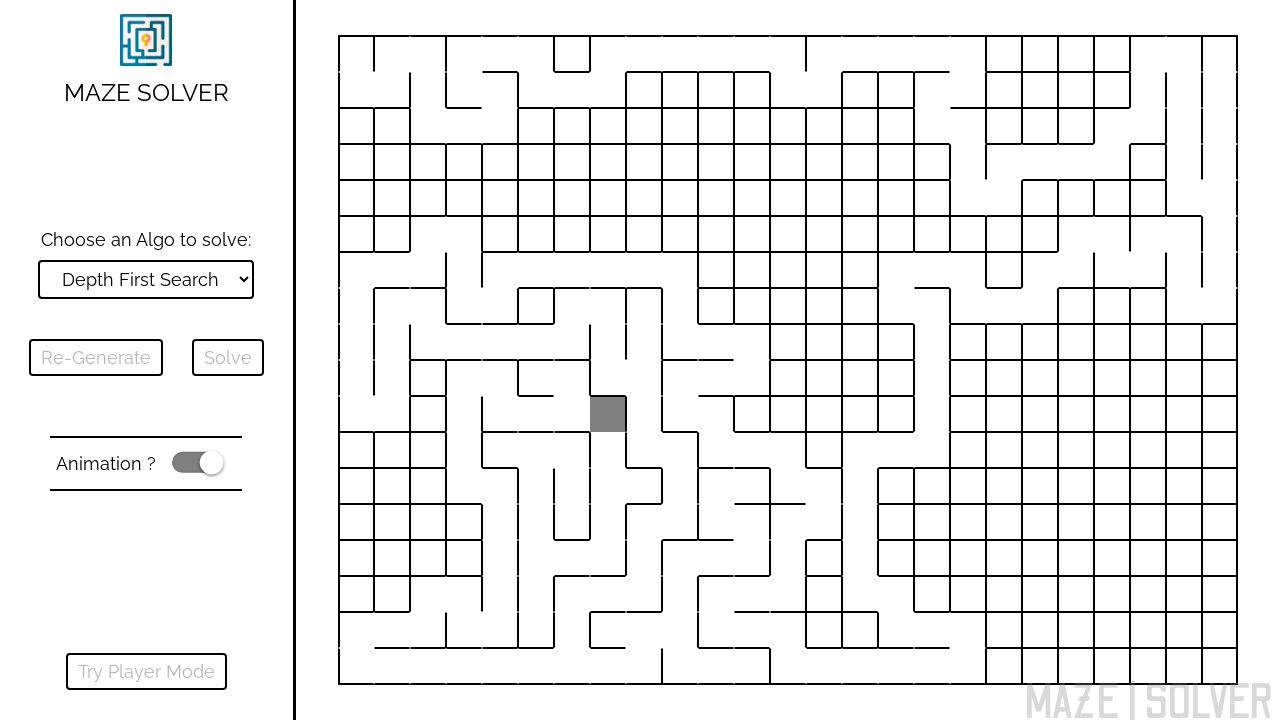 MAZE SOLVER
Choose an Algo to solve:
Depth First Search
Re-Generate
Solve
Animation ?
Try Player Mode
MAZE | SOLVER